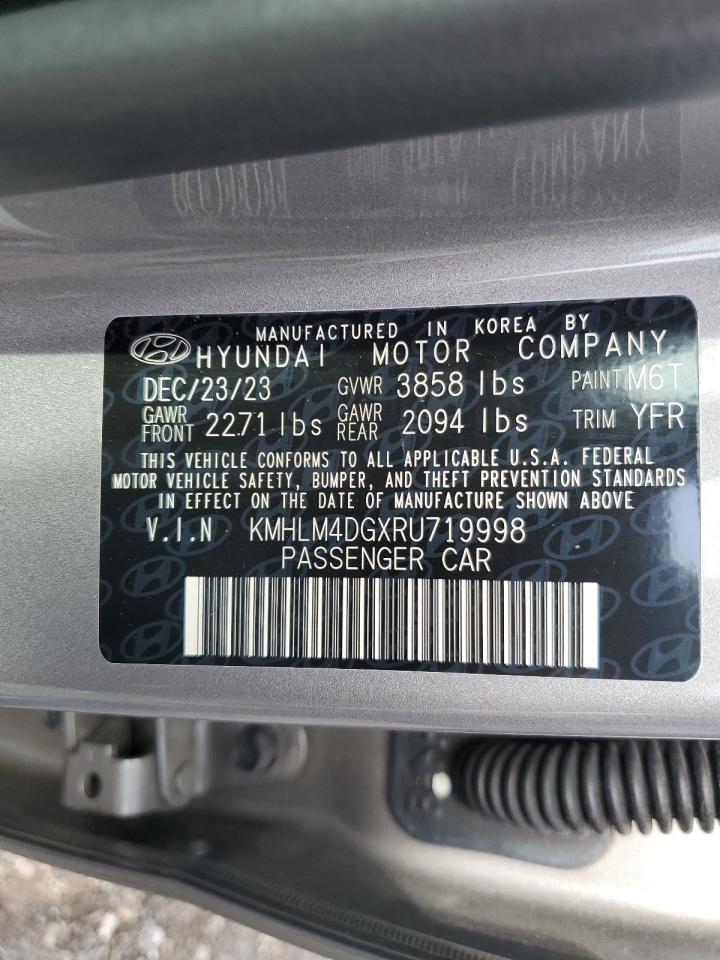 MANUFACTURED IN KOREA BY
HYUNDAI MOTOR COMPANY
DEC/23/23 GVWR 3858 lbs PAINT M6T
GAWR FRONT 2271 lbs GAWR REAR 2094 lbs TRIM YFR
THIS VEHICLE CONFORMS TO ALL APPLICABLE U.S.A. FEDERAL
MOTOR VEHICLE SAFETY, BUMPER, AND THEFT PREVENTION STANDARDS
IN EFFECT ON THE DATE OF MANUFACTURE SHOWN ABOVE
V.I.N KMHLM4DGXRU719998
PASSENGER CAR